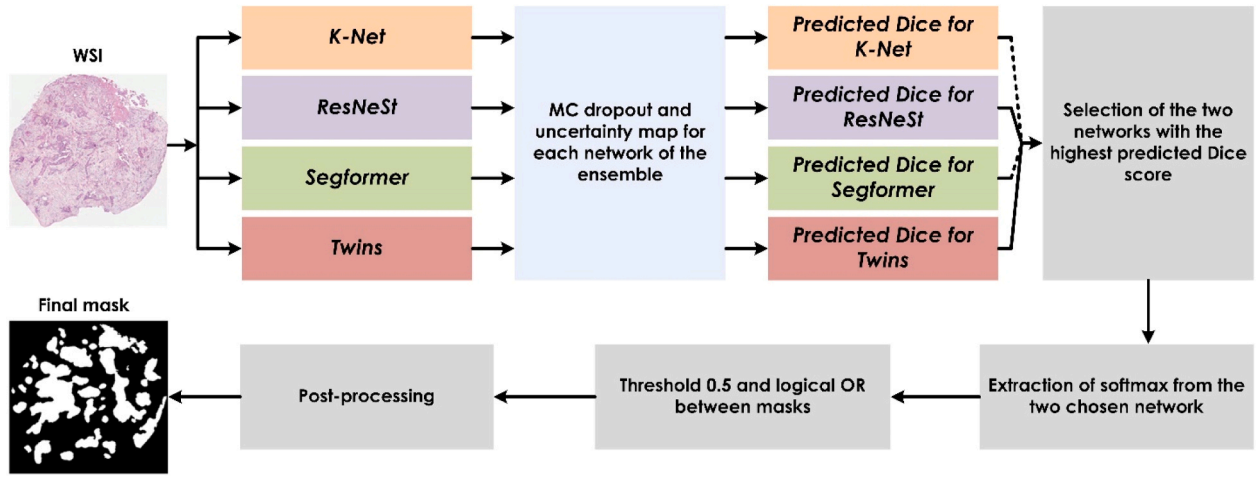 WSI
K-Net
ResNeSt
Segformer
Twins
MC dropout and
uncertainty map for
each network of the
ensemble
Predicted Dice for
K-Net
Predicted Dice for
ResNeSt
Predicted Dice for
Segformer
Predicted Dice for
Twins
Selection of the two
networks with the
highest predicted Dice
score
Extraction of softmax from the
two chosen network
Threshold 0.5 and logical OR
between masks
Post-processing
Final mask